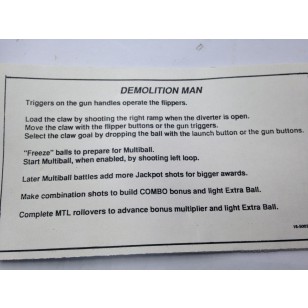 DEMOLITION MAN
Triggers on the gun handles operate the flippers.
Load the claw by shooting the right ramp when the diverter is open.
Move the claw with the flipper buttons or the gun triggers.
Select the claw goal by dropping the ball with the launch button or the gun buttons.
"Freeze" balls to prepare for Multiball.
Start Multiball, when enabled, by shooting left loop.
Later Multiball battles add more Jackpot shots for bigger awards.
Make combination shots to build COMBO bonus and light Extra Ball.
Complete MTL rollovers to advance bonus multiplier and light Extra Ball.